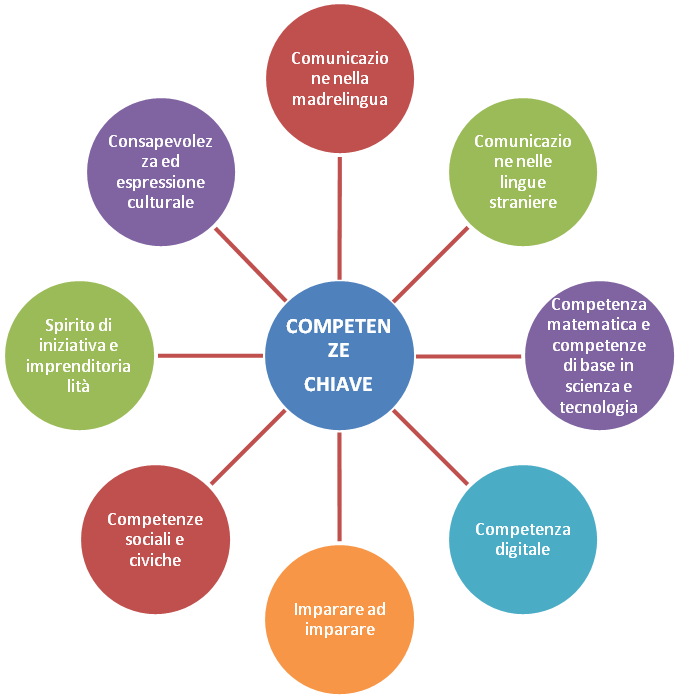 Comunicazio
ne nella
madrelingua
Comunicazio
ne nelle
lingue
straniere
Competenza
matematica e
competenze
di base in
scienza e
tecnologia
Competenza
digitale
Imparare ad
imparare
Competenze
sociali e
civiche
Spirito di
iniziativa e
imprenditoria
lità
Consapevolez
za ed
espressione
culturale
COMPETEN
ZE
CHIAVE